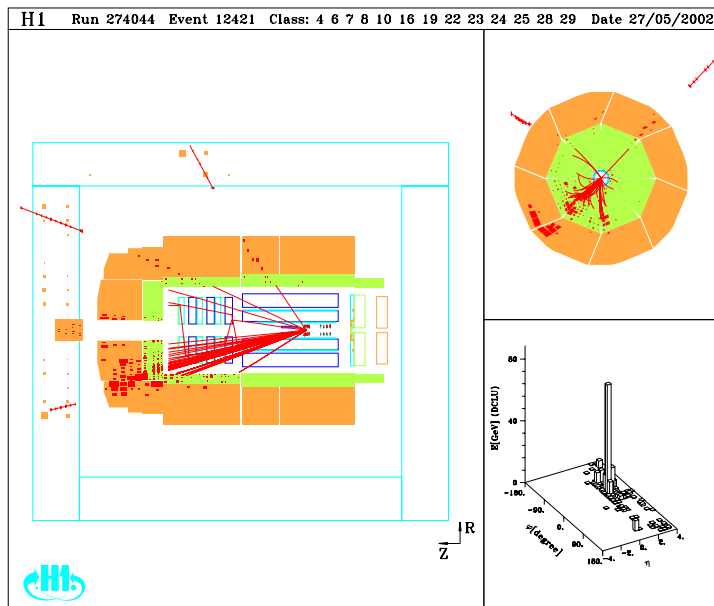 H1 Run 274044 Event 12421 Class: 4 6 7 8 10 16 19 22 23 24 25 28 29 Date 27/05/2002
R
Z
H1
E[GeV] (DCLU)
80
40
0
-180.
-90.
0.
90.
180.
φ[degree]
-4.
-2.
0.
2.
4.
η